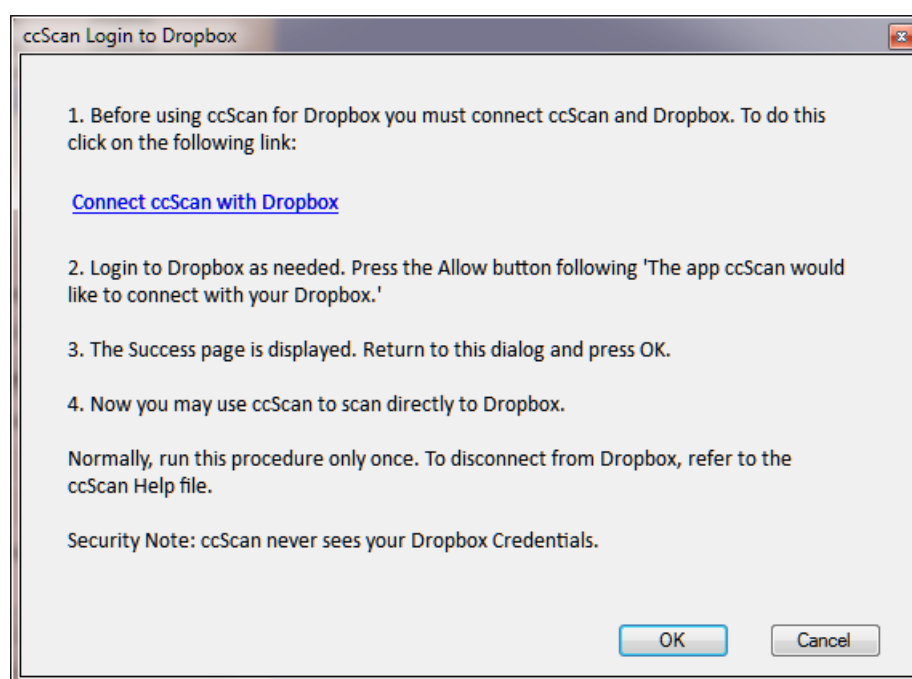 ccScan Login to Dropbox
1. Before using ccScan for Dropbox you must connect ccScan and Dropbox. To do this
click on the following link:
Connect ccScan with Dropbox
2. Login to Dropbox as needed. Press the Allow button following 'The app ccScan would
like to connect with your Dropbox.'
3. The Success page is displayed. Return to this dialog and press OK.
4. Now you may use ccScan to scan directly to Dropbox.
Normally, run this procedure only once. To disconnect from Dropbox, refer to the
ccScan Help file.
Security Note: ccScan never sees your Dropbox Credentials.
OK Cancel